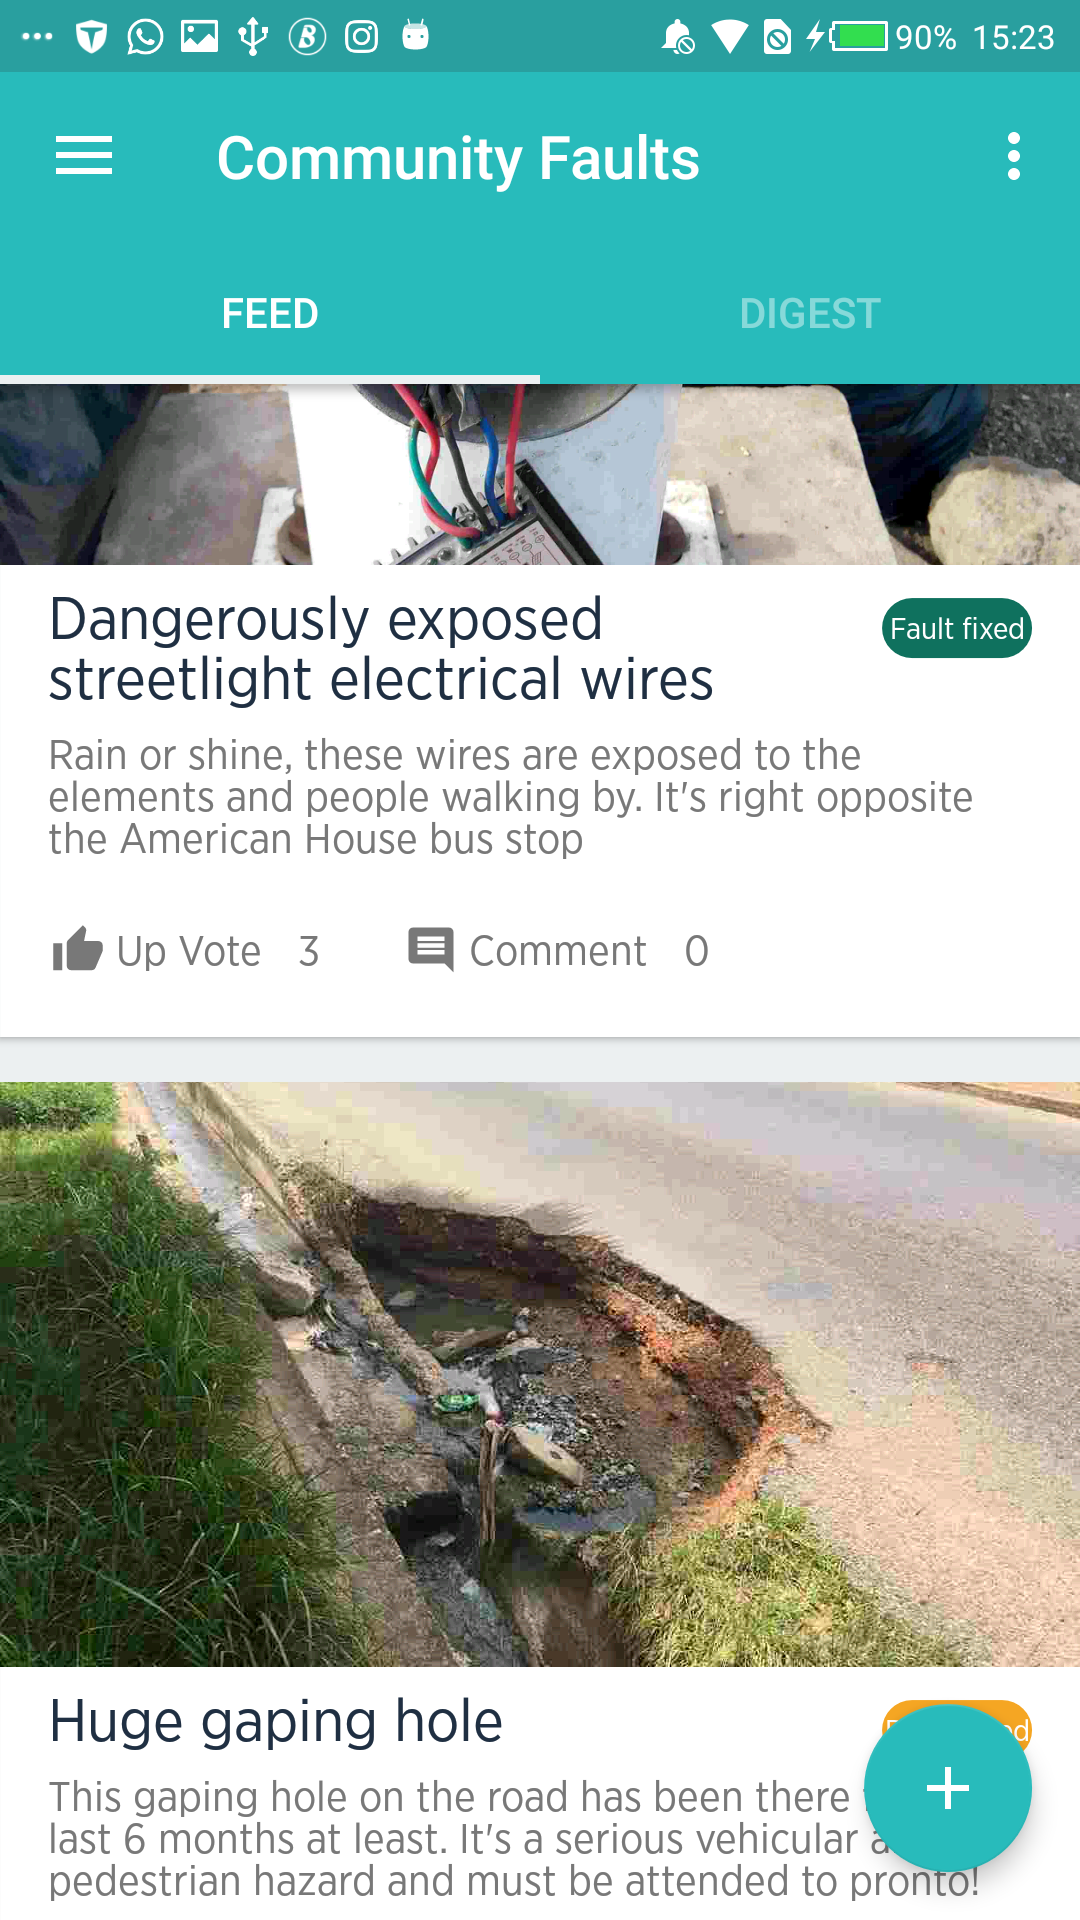 90% 15:23
Community Faults
FEED
DIGEST
Dangerously exposed
streetlight electrical wires
Fault fixed
Rain or shine, these wires are exposed to the
elements and people walking by. It's right opposite
the American House bus stop
Up Vote 3
Comment 0
Huge gaping hole
This gaping hole on the road has been there
last 6 months at least. It's a serious vehicular
pedestrian hazard and must be attended to pronto!